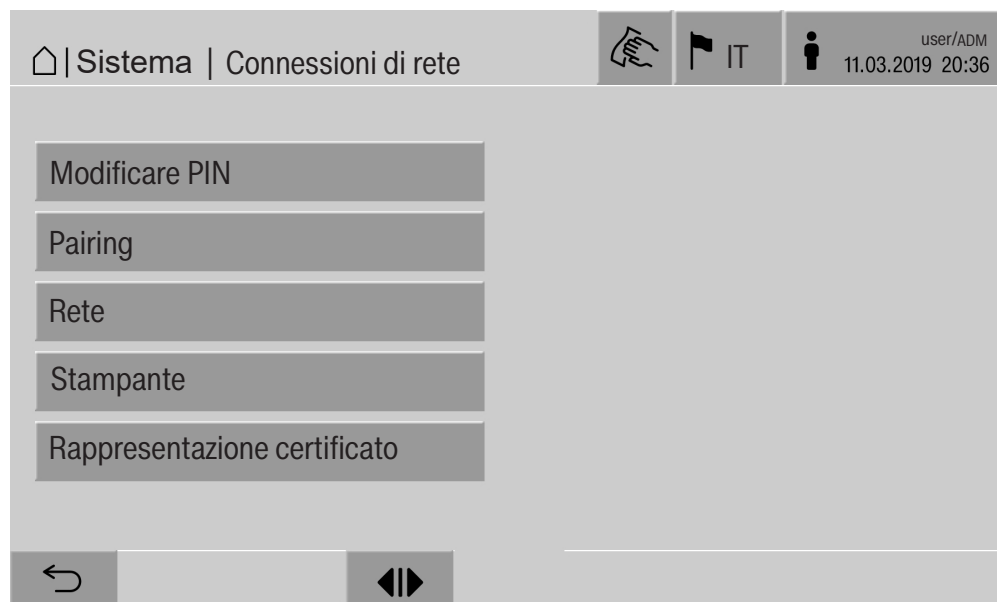 | Sistema | Connessioni di rete
IT
user/ADM
11.03.2019 20:36
Modificare PIN
Pairing
Rete
Stampante
Rappresentazione certificato